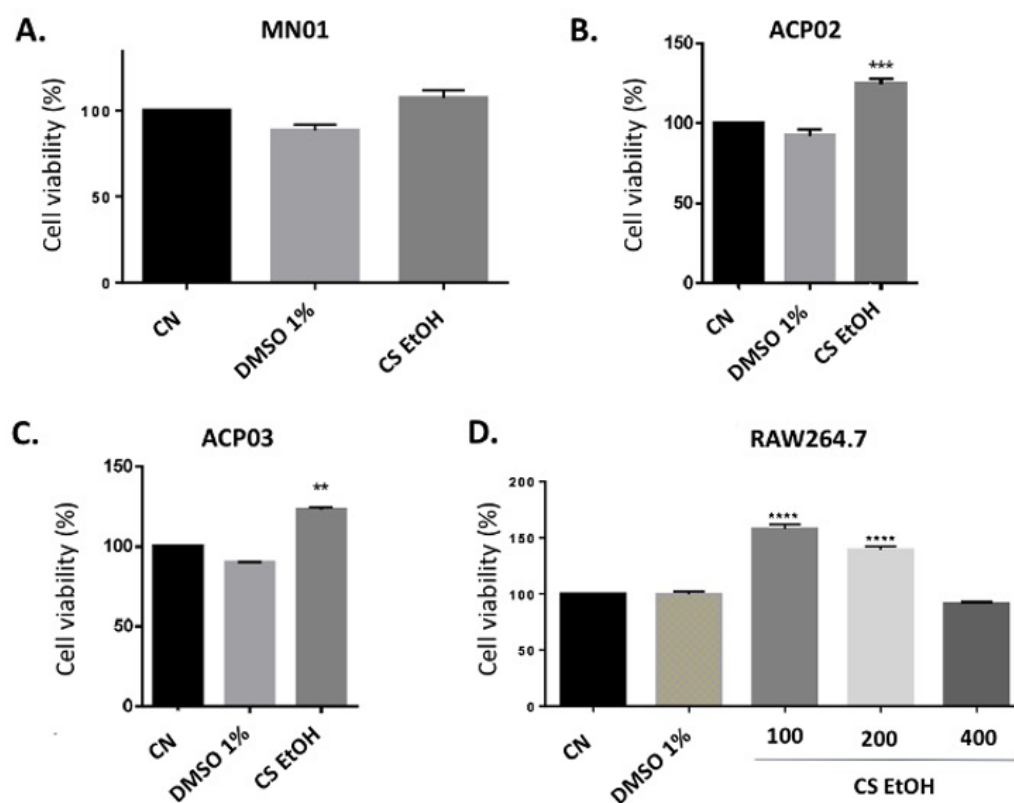 A.
MN01
Cell viability (%)
100
50
0
CN
DMSO 1%
CS EtOH
B.
ACP02
Cell viability (%)
150
***
100
50
0
CN
DMSO 1%
CS EtOH
C.
ACP03
Cell viability (%)
150
**
100
50
0
CN
DMSO 1%
CS EtOH
D.
RAW264.7
Cell viability (%)
200
****
150
****
100
50
0
CN
DMSO 1%
100 200 400
CS EtOH